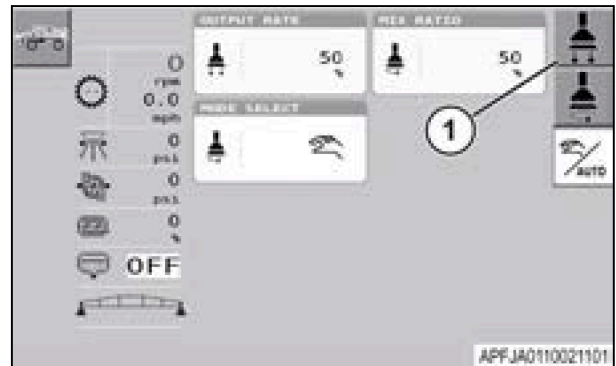 OUTPUT RATE
50
%
MIX RATIO
50
%
MODE SELECT
0
rpm
0.0
mph
0
psi
0
psi
0
%
OFF
1
AUTO
APFJA0110021101